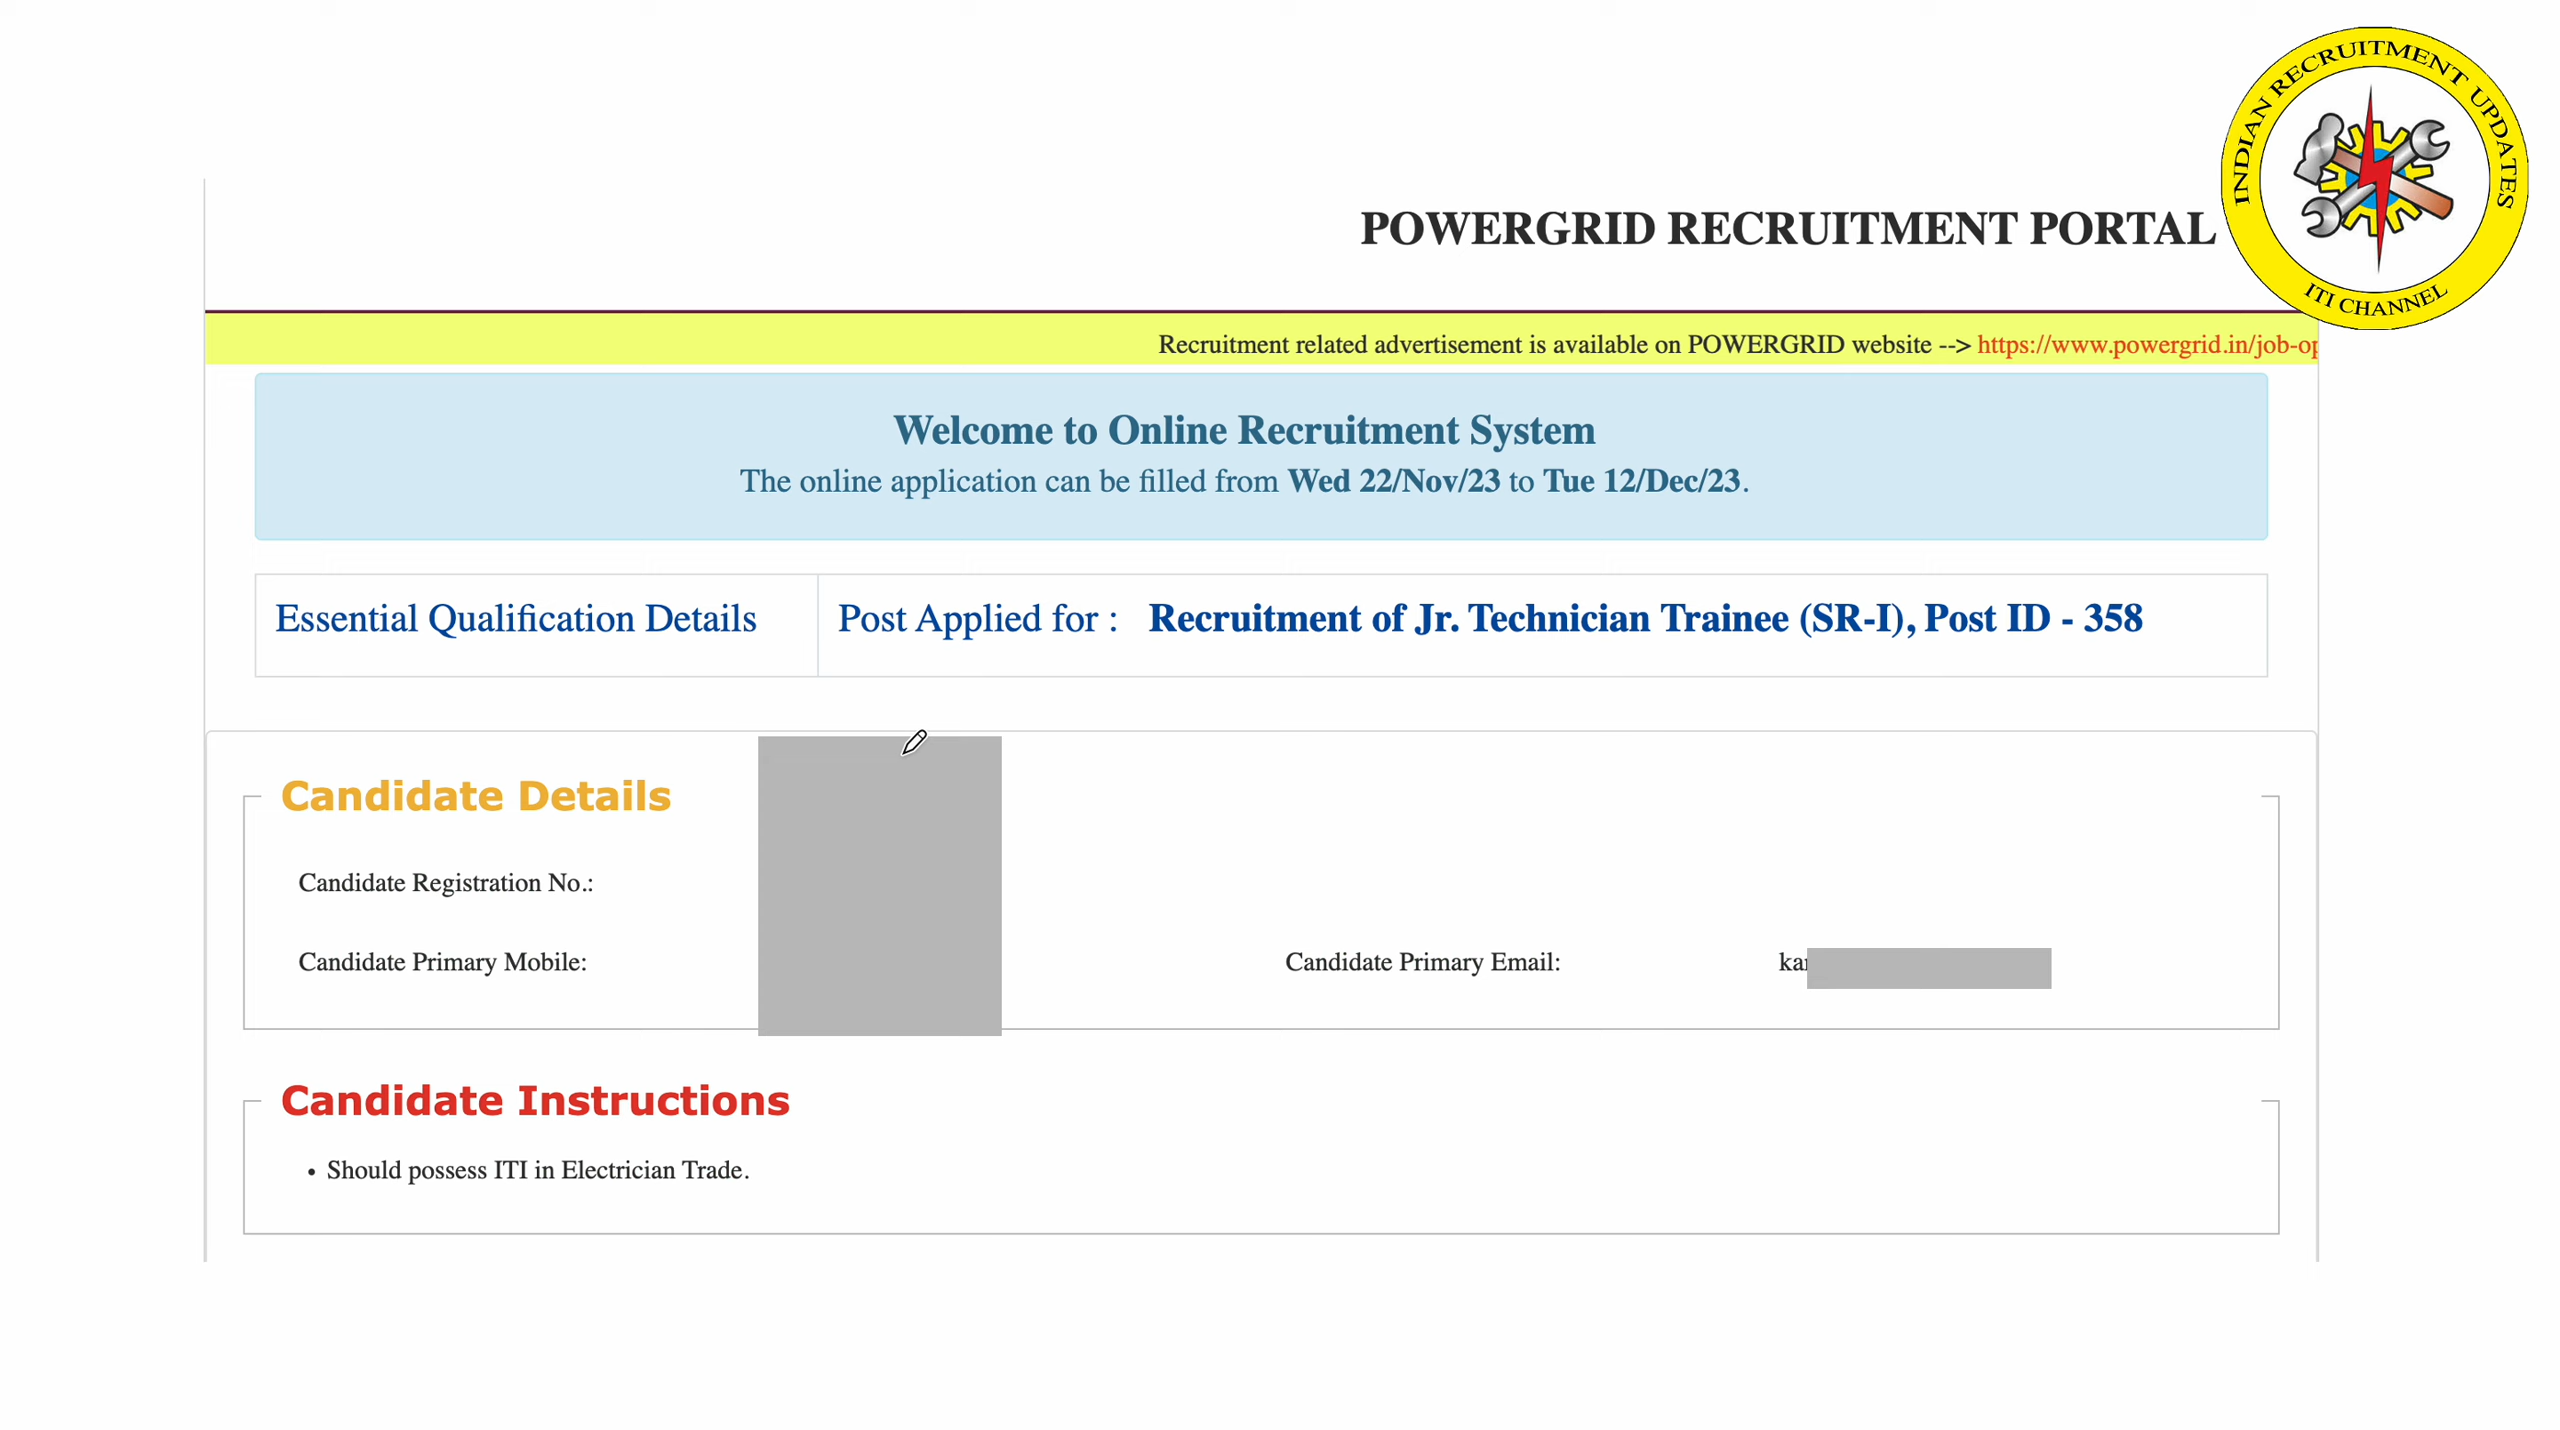 INDIAN RECRUITMENT UPDATES
ITI CHANNEL
POWERGRID RECRUITMENT PORTAL
Recruitment related advertisement is available on POWERGRID website --> https://www.powergrid.in/job-op
Welcome to Online Recruitment System
The online application can be filled from Wed 22/Nov/23 to Tue 12/Dec/23.
Essential Qualification Details Post Applied for : Recruitment of Jr. Technician Trainee (SR-I), Post ID - 358
Candidate Details
Candidate Registration No.:
Candidate Primary Mobile: Candidate Primary Email:
Candidate Instructions
• Should possess ITI in Electrician Trade.